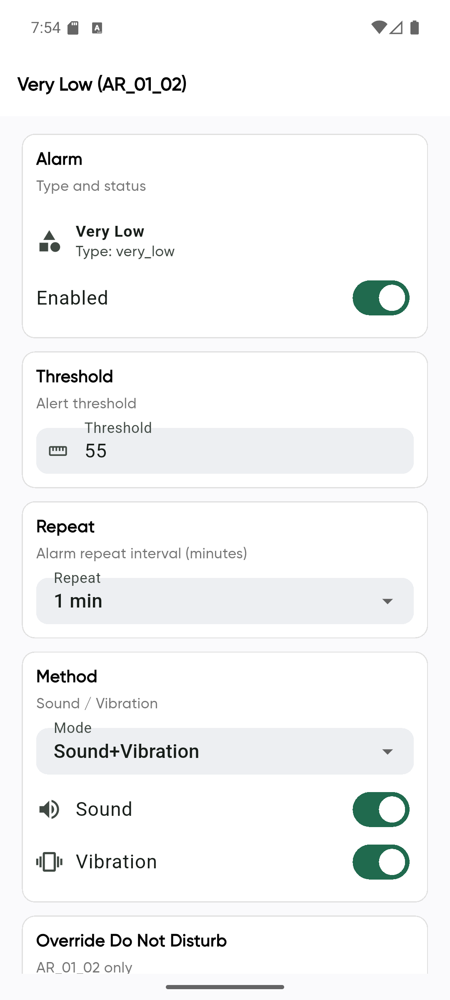 7:54
Very Low (AR_01_02)
Alarm
Type and status
Very Low
Type: very_low
Enabled
Threshold
Alert threshold
Threshold
55
Repeat
Alarm repeat interval (minutes)
Repeat
1 min
Method
Sound / Vibration
Mode
Sound+Vibration
Sound
Vibration
Override Do Not Disturb
AR_01_02 only